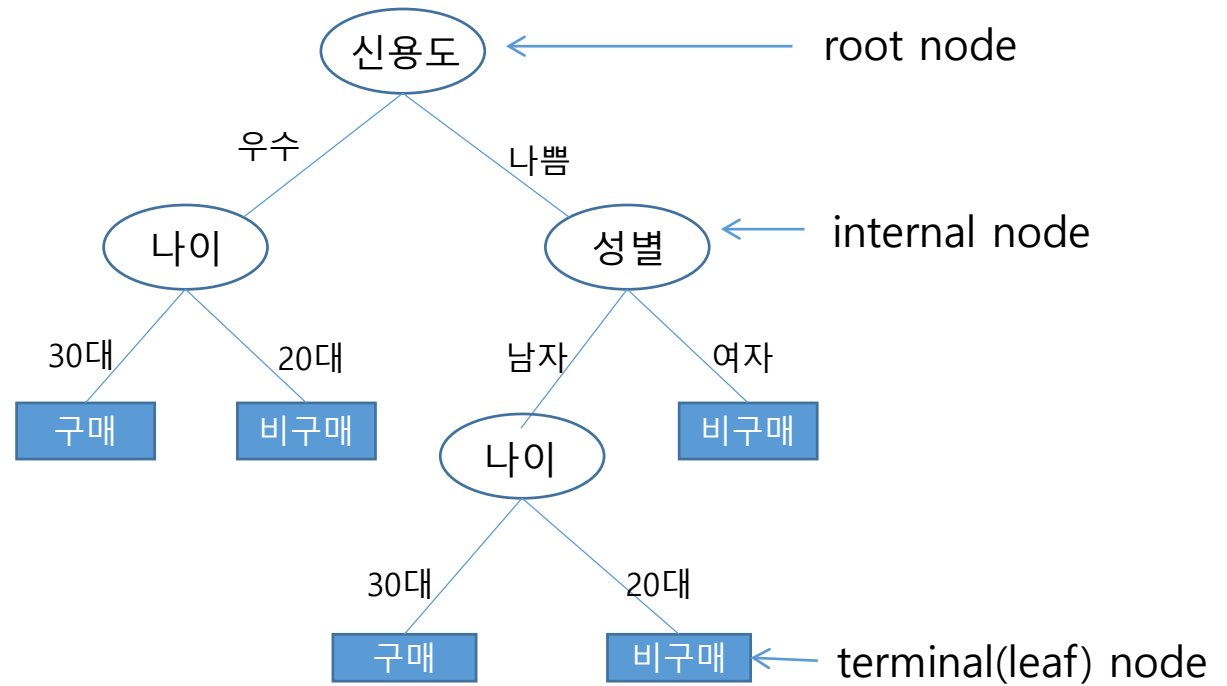 신용도
root node
우수
나쁨
나이
성별
internal node
30대
20대
남자
여자
구매
비구매
나이
비구매
30대
20대
구매
비구매
terminal(leaf) node